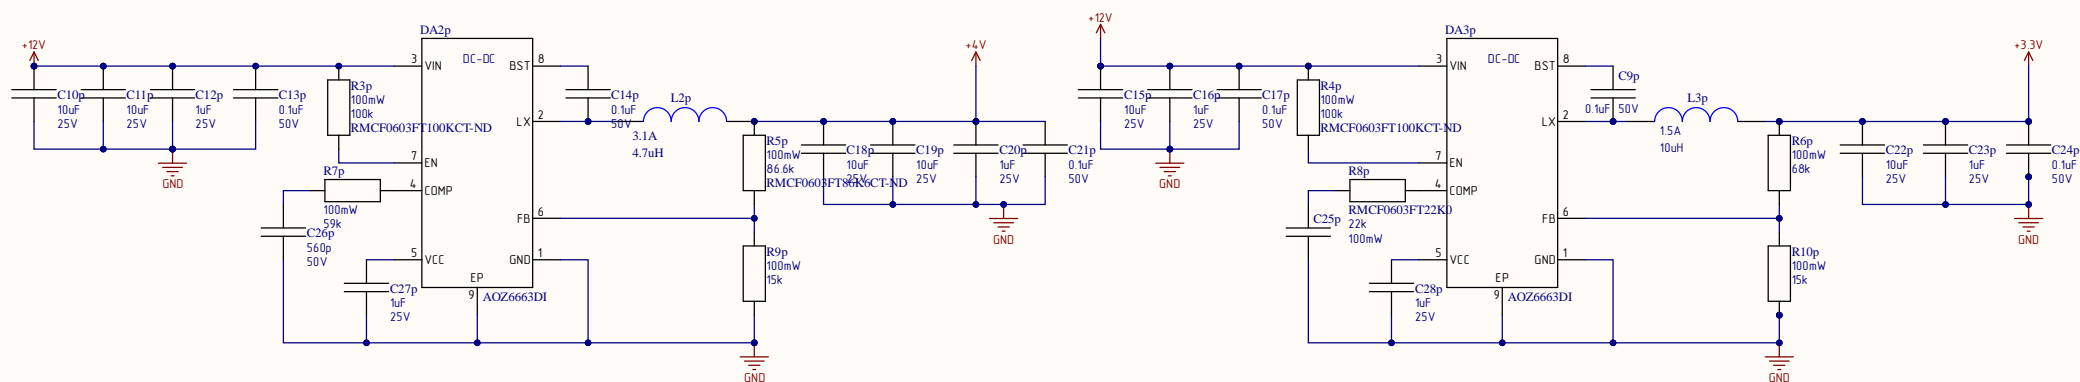 +12V
C10p
10uF
25V
C11p
10uF
25V
C12p
1uF
25V
C13p
0.1uF
50V
GND
R3p
100mW
100k
RMCF0603FT100KCT-ND
R7p
100mW
59k
C26p
560p
50V
C27p
1uF
25V
DA2p
DC-DC
3
VIN
7
EN
4
COMP
5
VCC
EP
9
BST
8
LX
2
FB
6
GND
1
AOZ6663DI
C14p
0.1uF
50V
L2p
3.1A
4.7uH
+4V
R5p
100mW
86.6k
RMCF0603FT86K6CT-ND
C18p
10uF
25V
C19p
10uF
25V
C20p
1uF
25V
C21p
0.1uF
50V
GND
R9p
100mW
15k
GND
+12V
C15p
10uF
25V
C16p
1uF
25V
C17p
0.1uF
50V
GND
R4p
100mW
100k
RMCF0603FT100KCT-ND
R8p
RMCF0603FT22K0
22k
100mW
C25p
C28p
1uF
25V
DA3p
DC-DC
3
VIN
7
EN
4
COMP
5
VCC
EP
9
BST
8
LX
2
FB
6
GND
1
AOZ6663DI
C9p
0.1uF 50V
L3p
1.5A
10uH
+3.3V
R6p
100mW
68k
C22p
10uF
25V
C23p
1uF
25V
C24p
0.1uF
50V
GND
R10p
100mW
15k
GND